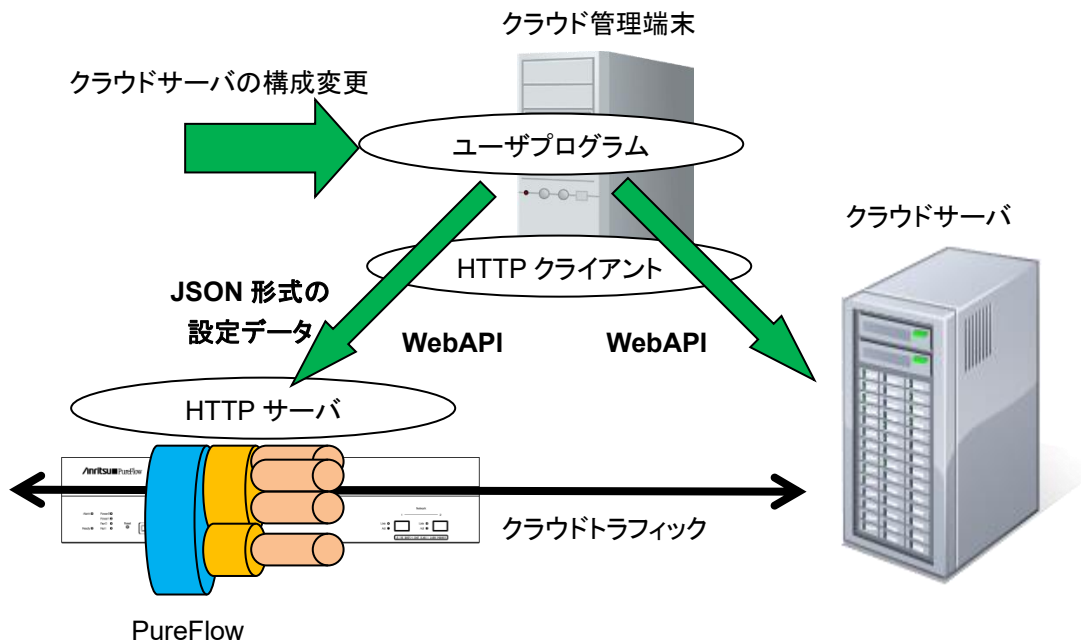 クラウド管理端末
クラウドサーバの構成変更
ユーザプログラム
クラウドサーバ
HTTP クライアント
JSON 形式の
設定データ
WebAPI
WebAPI
HTTP サーバ
Anritsu PureFlow
クラウドトラフィック
PureFlow